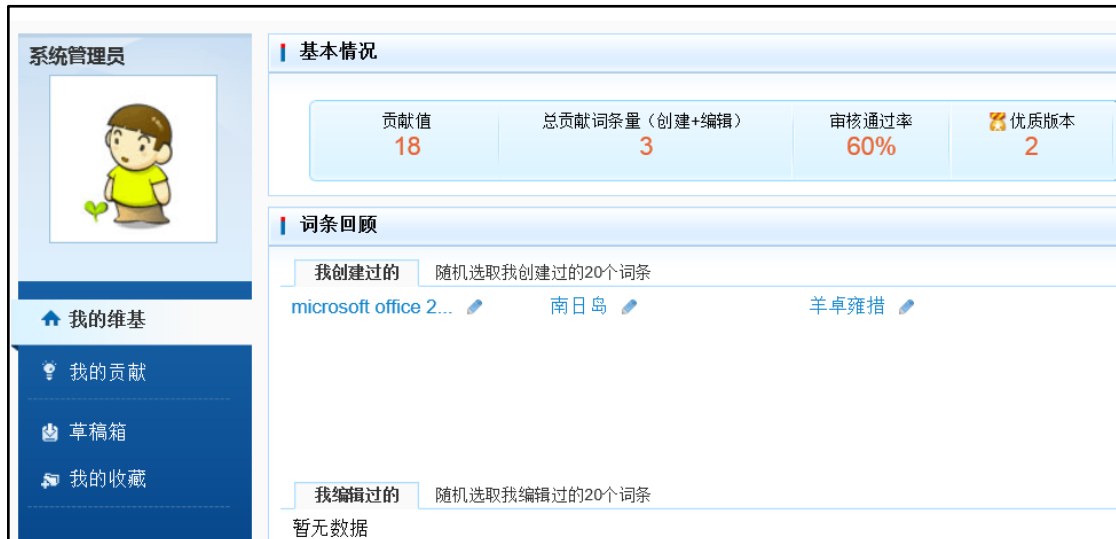 系统管理员
我的维基
我的贡献
草稿箱
我的收藏
基本情况
贡献值 总贡献词条量（创建+编辑） 审核通过率 优质版本
18 3 60% 2
词条回顾
我创建过的 随机选取我创建过的20个词条
microsoft office 2... 南日岛 羊卓雍措
我编辑过的 随机选取我编辑过的20个词条
暂无数据